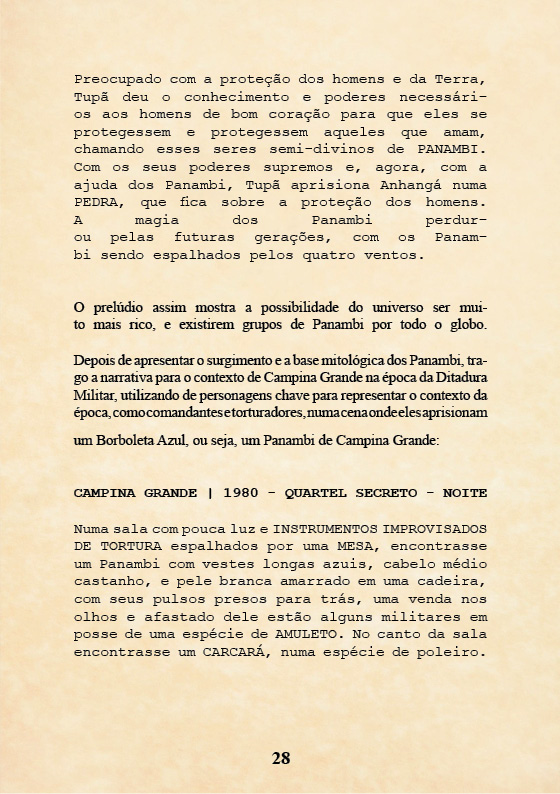 Preocupado com a proteção dos homens e da Terra,
Tupã deu o conhecimento e poderes necessári-
os aos homens de bom coração para que eles se
protegessem e protegessem aqueles que amam,
chamando esses seres semi-divinos de PANAMBI.
Com os seus poderes supremos e, agora, com a
ajuda dos Panambi, Tupã aprisiona Anhangá numa
PEDRA, que fica sobre a proteção dos homens.
A magia dos Panambi perdur-
ou pelas futuras gerações, com os Panam-
bi sendo espalhados pelos quatro ventos.
O prelúdio assim mostra a possibilidade do universo ser mui-
to mais rico, e existirem grupos de Panambi por todo o globo.
Depois de apresentar o surgimento e a base mitológica dos Panambi, tra-
go a narrativa para o contexto de Campina Grande na época da Ditadura
Militar, utilizando de personagens chave para representar o contexto da
época, como comandantes e torturadores, numa cena onde eles aprisionam
um Borboleta Azul, ou seja, um Panambi de Campina Grande:
CAMPINA GRANDE | 1980 - QUARTEL SECRETO - NOITE
Numa sala com pouca luz e INSTRUMENTOS IMPROVISADOS
DE TORTURA espalhados por uma MESA, encontrasse
um Panambi com vestes longas azuis, cabelo médio
castanho, e pele branca amarrado em uma cadeira,
com seus pulsos presos para trás, uma venda nos
olhos e afastado dele estão alguns militares em
posse de uma espécie de AMULETO. No canto da sala
encontrasse um CARCARÁ, numa espécie de poleiro.
28